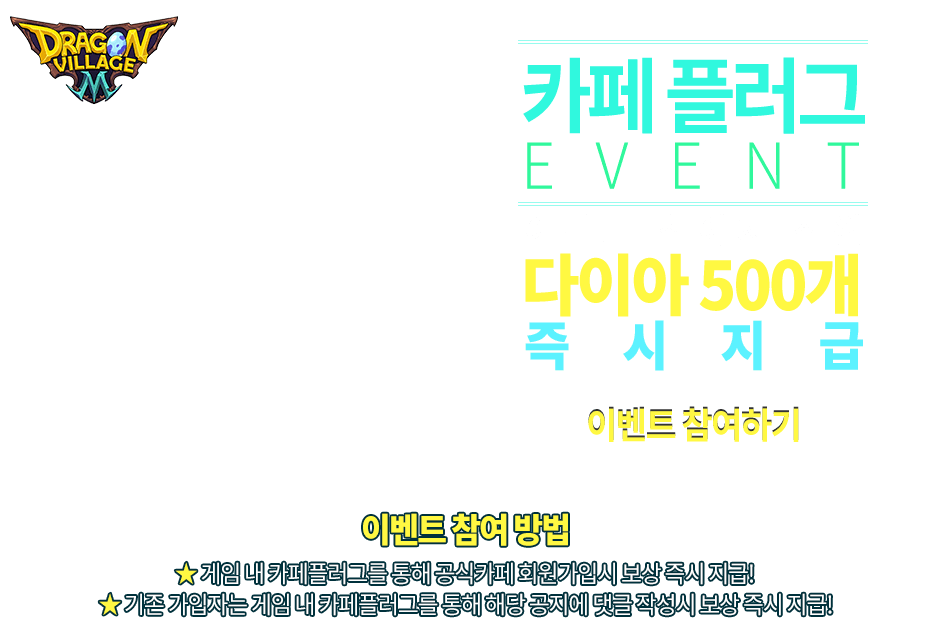 DRAGON
VILLAGE
M
카페 플러그
EVENT
다이아 500개
즉시지급
이벤트 참여하기
이벤트 참여 방법
★ 게임 내 카페플러그를 통해 공식카페 회원가입시 보상 즉시 지급!
★ 기존 가입자는 게임 내 카페플러그를 통해 해당 공지에 댓글 작성시 보상 즉시 지급!